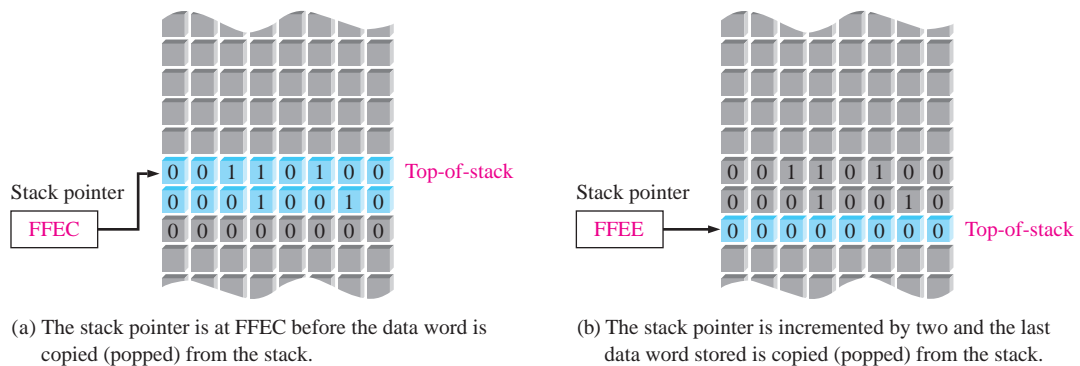 0 0 1 1 0 1 0 0 Top-of-stack
Stack pointer
0 0 0 1 0 0 1 0
FFEC
0 0 0 0 0 0 0 0
(a) The stack pointer is at FFEC before the data word is
copied (popped) from the stack.
0 0 1 1 0 1 0 0
Stack pointer
0 0 0 1 0 0 1 0
FFEE
0 0 0 0 0 0 0 0 Top-of-stack
(b) The stack pointer is incremented by two and the last
data word stored is copied (popped) from the stack.